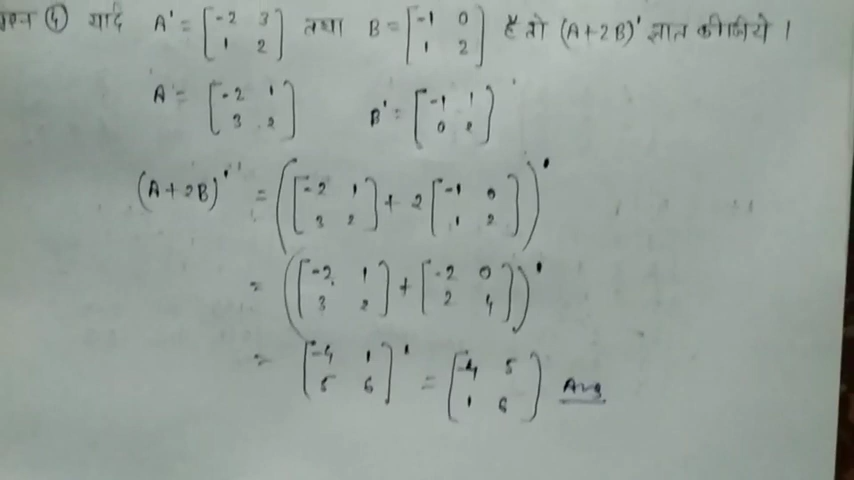 प्रश्न (4) यदि A' = [-2 3; 1 2] तथा B = [-1 0; 1 2] है तो (A+2B)' ज्ञात कीजिये ।
A = [-2 1; 3 2] B' = [-1 1; 0 2]
(A+2B)' = ([-2 1; 3 2] + 2 [-1 0; 1 2])'
= ([-2 1; 3 2] + [-2 0; 2 4])'
= [-4 1; 5 6]' = [-4 5; 1 6] Ans